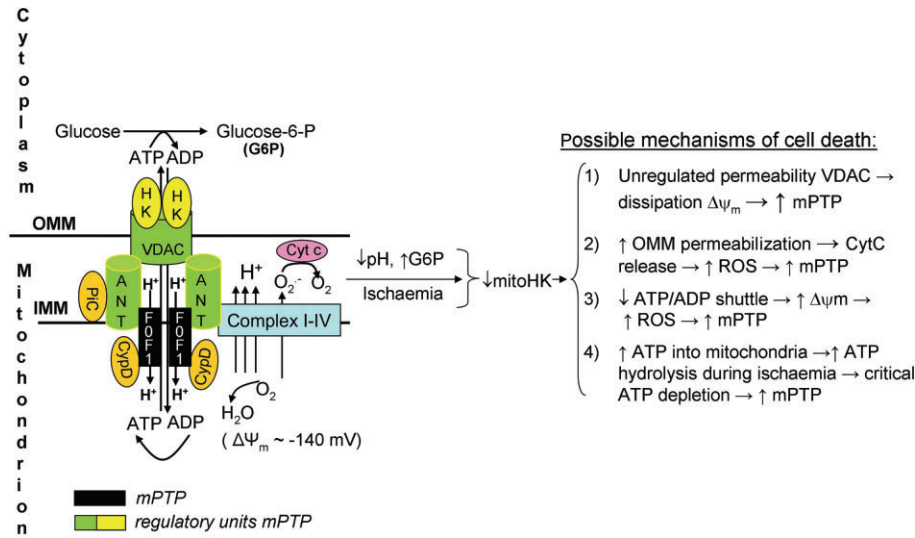 Cytoplasm
Glucose
Glucose-6-P
(G6P)
ATP ADP
HK
HK
OMM
VDAC
Cyt c
Mitochondrion
PiC
ANT
H⁺
H⁺
ANT
H⁺
O₂·-
O₂
IMM
F0F1
F0F1
Complex I-IV
CypD
CypD
H⁺
H⁺
O₂
H₂O
ATP ADP
( ΔΨm ~ -140 mV)
mPTP
regulatory units mPTP
↓pH, ↑G6P
Ischaemia
↓mitoHK
Possible mechanisms of cell death:
1) Unregulated permeability VDAC →
dissipation Δψm → ↑ mPTP
2) ↑ OMM permeabilization → CytC
release → ↑ ROS → ↑ mPTP
3) ↓ ATP/ADP shuttle → ↑ Δψm →
↑ ROS → ↑ mPTP
4) ↑ ATP into mitochondria →↑ ATP
hydrolysis during ischaemia → critical
ATP depletion → ↑ mPTP